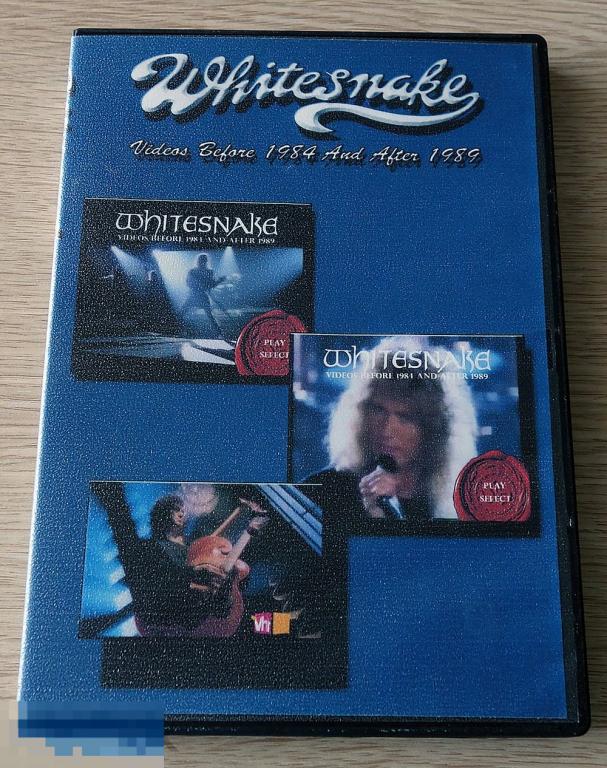 Whitesnake
Videos Before 1984 And After 1989
WHITESNAKE
VIDEOS BEFORE 1984 AND AFTER 1989
PLAY
SELECT
WHITESNAKE
VIDEOS BEFORE 1984 AND AFTER 1989
PLAY
SELECT
vh1